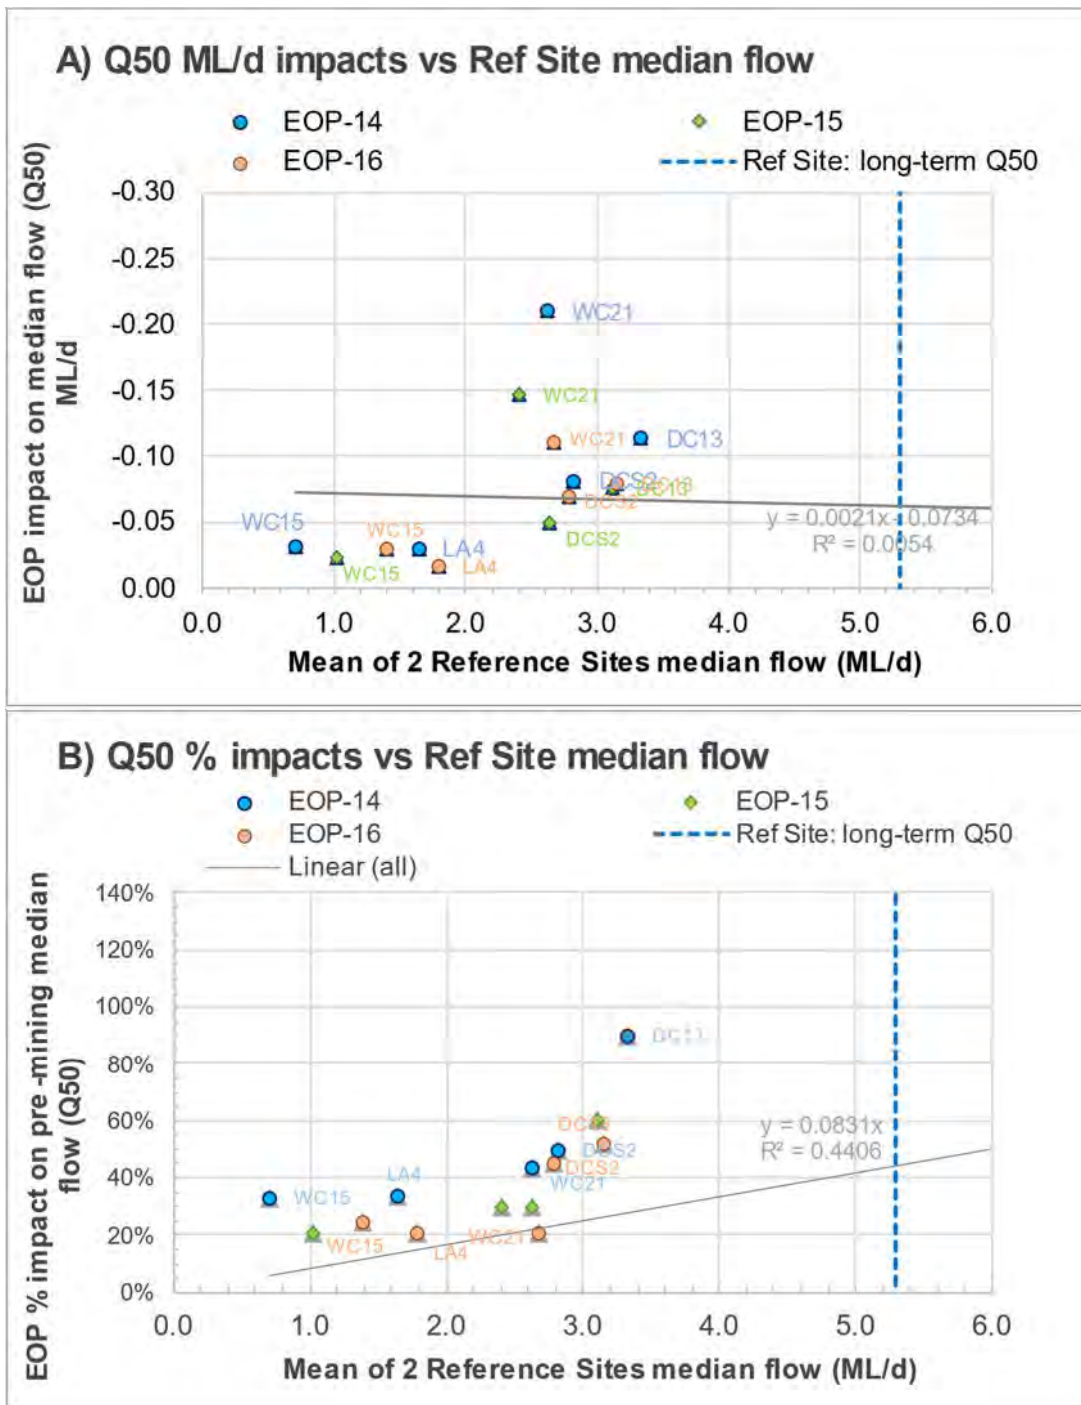 A) Q50 ML/d impacts vs Ref Site median flow
EOP-14
EOP-15
EOP-16
Ref Site: long-term Q50
EOP impact on median flow (Q50)
ML/d
-0.30
-0.25
-0.20
-0.15
-0.10
-0.05
0.00
WC21
WC21
WC21
DC13
DCS2
DC13
DCS2
DCS2
WC15
WC15
WC15
LA4
LA4
y = 0.0021x - 0.0734
R² = 0.0054
0.0 1.0 2.0 3.0 4.0 5.0 6.0
Mean of 2 Reference Sites median flow (ML/d)
B) Q50 % impacts vs Ref Site median flow
EOP-14
EOP-15
EOP-16
Ref Site: long-term Q50
Linear (all)
EOP % impact on pre -mining median
flow (Q50)
140%
120%
100%
80%
60%
40%
20%
0%
DCS2
DCS2
WC21
LA4
WC15
WC15
LA4
WC21
y = 0.0831x
R² = 0.4406
0.0 1.0 2.0 3.0 4.0 5.0 6.0
Mean of 2 Reference Sites median flow (ML/d)